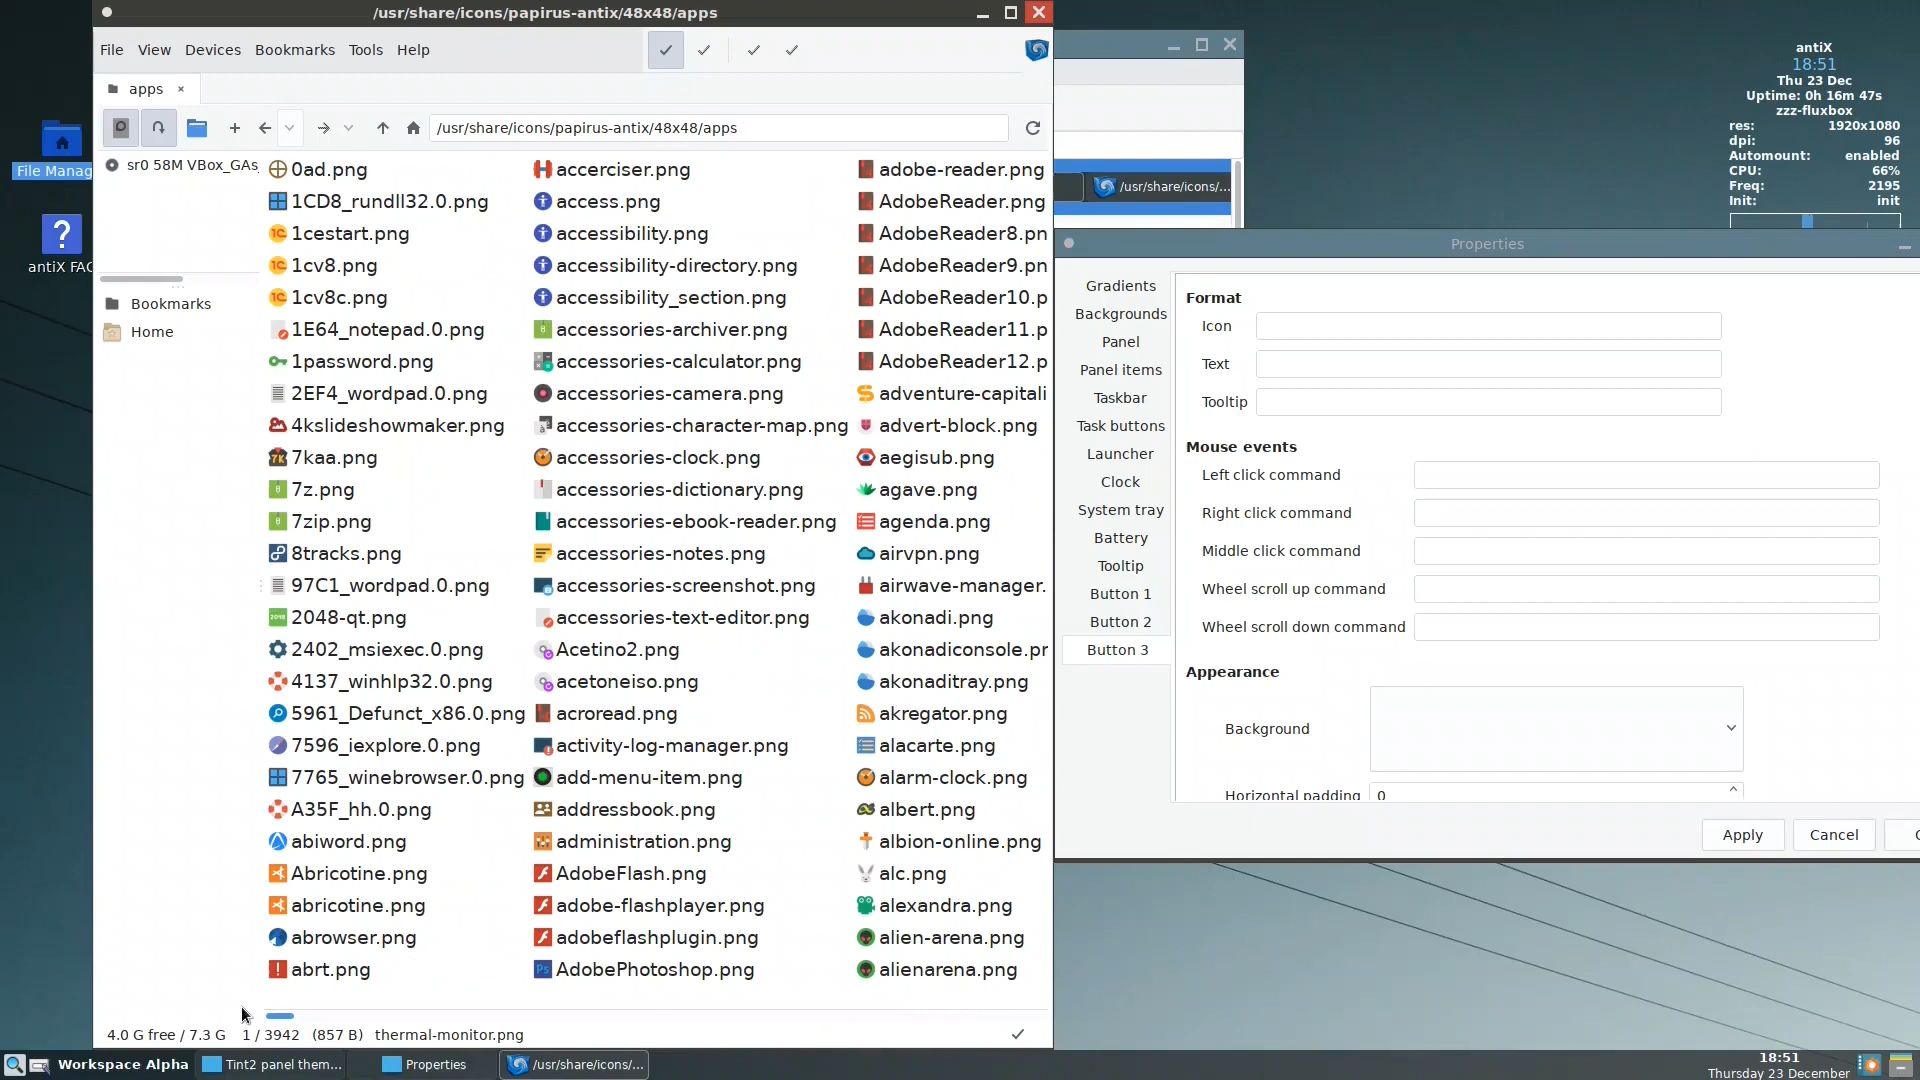 /usr/share/icons/papirus-antix/48x48/apps
File View Devices Bookmarks Tools Help
apps
/usr/share/icons/papirus-antix/48x48/apps
sr0 58M VBox_GAs_
Bookmarks
Home
0ad.png
1CD8_rundll32.0.png
1cestart.png
1cv8.png
1cv8c.png
1E64_notepad.0.png
1password.png
2EF4_wordpad.0.png
4kslideshowmaker.png
7kaa.png
7z.png
7zip.png
8tracks.png
97C1_wordpad.0.png
2048-qt.png
2402_msiexec.0.png
4137_winhlp32.0.png
5961_Defunct_x86.0.png
7596_iexplore.0.png
7765_winebrowser.0.png
A35F_hh.0.png
abiword.png
Abricotine.png
abricotine.png
abrowser.png
abrt.png
accerciser.png
access.png
accessibility.png
accessibility-directory.png
accessibility_section.png
accessories-archiver.png
accessories-calculator.png
accessories-camera.png
accessories-character-map.png
accessories-clock.png
accessories-dictionary.png
accessories-ebook-reader.png
accessories-notes.png
accessories-screenshot.png
accessories-text-editor.png
Acetino2.png
acetoneiso.png
acroread.png
activity-log-manager.png
add-menu-item.png
addressbook.png
administration.png
AdobeFlash.png
adobe-flashplayer.png
adobeflashplugin.png
AdobePhotoshop.png
adobe-reader.png
AdobeReader.png
AdobeReader8.pn
AdobeReader9.pn
AdobeReader10.p
AdobeReader11.p
AdobeReader12.p
adventure-capitali
advert-block.png
aegisub.png
agave.png
agenda.png
airvpn.png
airwave-manager.
akonadi.png
akonadiconsole.pr
akonaditray.png
akregator.png
alacarte.png
alarm-clock.png
albert.png
albion-online.png
alc.png
alexandra.png
alien-arena.png
alienarena.png
4.0 G free / 7.3 G 1 / 3942 (857 B) thermal-monitor.png
File Manag
antiX FAC
/usr/share/icons/...
antiX
18:51
Thu 23 Dec
Uptime: 0h 16m 47s
zzz-fluxbox
res: 1920x1080
dpi: 96
Automount: enabled
CPU: 66%
Freq: 2195
Init: init
Properties
Gradients
Backgrounds
Panel
Panel items
Taskbar
Task buttons
Launcher
Clock
System tray
Battery
Tooltip
Button 1
Button 2
Button 3
Format
Icon
Text
Tooltip
Mouse events
Left click command
Right click command
Middle click command
Wheel scroll up command
Wheel scroll down command
Appearance
Background
Horizontal padding 0
Apply Cancel
Workspace Alpha Tint2 panel them... Properties /usr/share/icons/...
18:51
Thursday 23 December